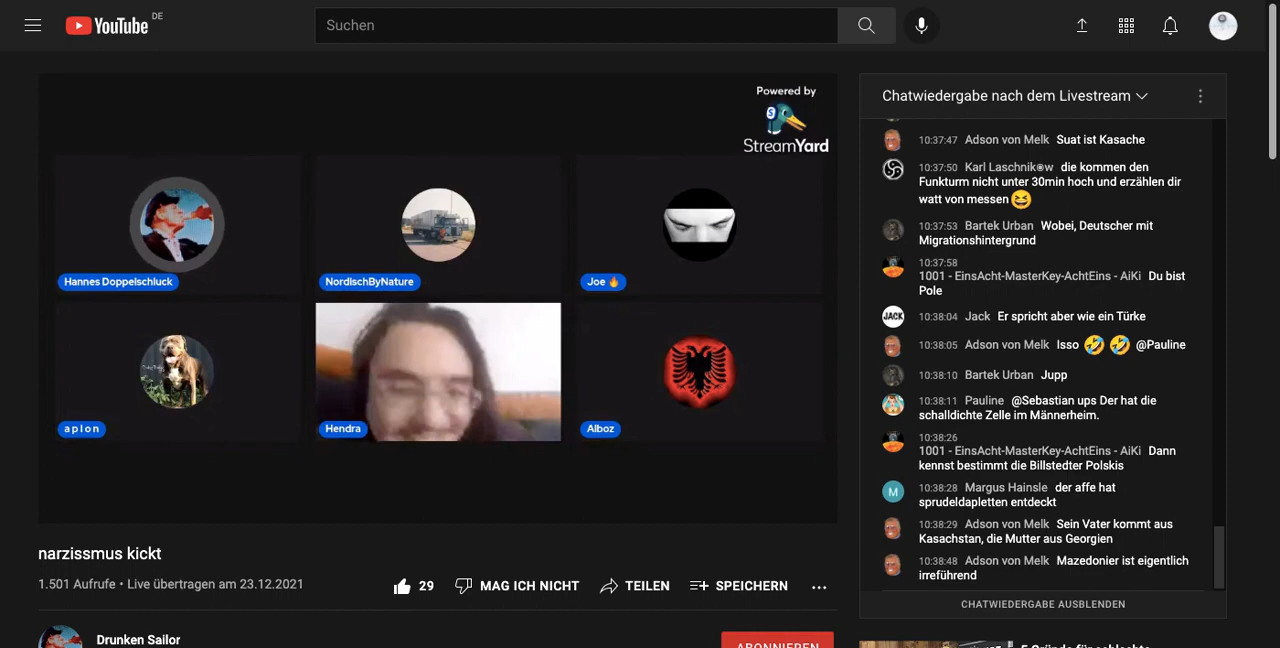 YouTube DE
Suchen
Powered by
StreamYard
Hannes Doppelschluck
NordischByNature
Joe 🔥
a p l o n
Hendra
Alboz
narzissmus kickt
1.501 Aufrufe • Live übertragen am 23.12.2021
29
MAG ICH NICHT
TEILEN
SPEICHERN
Drunken Sailor
ABONNIEREN
Chatwiedergabe nach dem Livestream
10:37:47 Adson von Melk Suat ist Kasache
10:37:50 Karl Laschnik⍟w die kommen den
Funkturm nicht unter 30min hoch und erzählen dir
watt von messen😆
10:37:53 Bartek Urban Wobei, Deutscher mit
Migrationshintergrund
10:37:58
1001 - EinsAcht-MasterKey-AchtEins - AiKi Du bist
Pole
JACK
10:38:04 Jack Er spricht aber wie ein Türke
10:38:05 Adson von Melk Isso 🤣 🤣 @Pauline
10:38:10 Bartek Urban Jupp
10:38:11 Pauline @Sebastian ups Der hat die
schalldichte Zelle im Männerheim.
10:38:26
1001 - EinsAcht-MasterKey-AchtEins - AiKi Dann
kennst bestimmt die Billstedter Polskis
M
10:38:28 Margus Hainsle der affe hat
sprudeldapletten entdeckt
10:38:29 Adson von Melk Sein Vater kommt aus
Kasachstan, die Mutter aus Georgien
10:38:48 Adson von Melk Mazedonier ist eigentlich
irreführend
CHATWIEDERGABE AUSBLENDEN
5 Gründe für schlechte